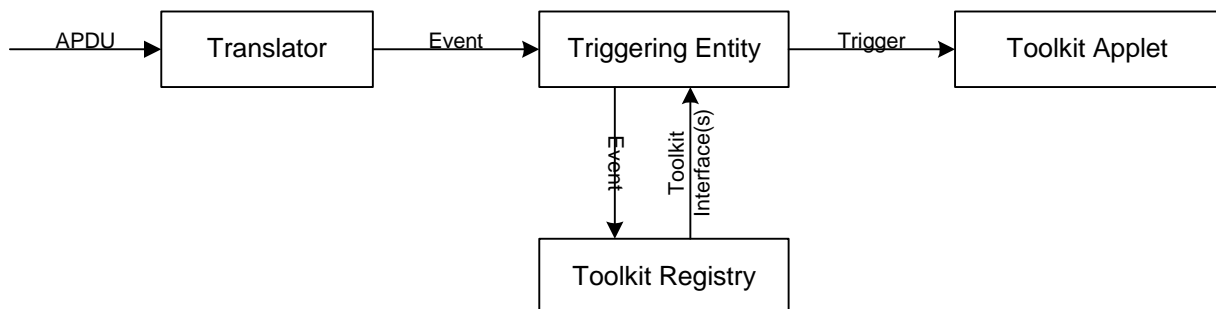 APDU
Translator
Event
Triggering Entity
Trigger
Toolkit Applet
Event
Toolkit
Interface(s)
Toolkit Registry